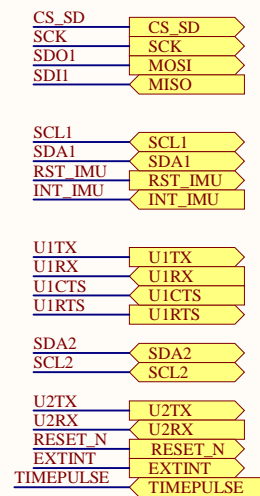 CS_SD CS_SD
SCK SCK
SDO1 MOSI
SDI1 MISO
SCL1 SCL1
SDA1 SDA1
RST_IMU RST_IMU
INT_IMU INT_IMU
U1TX U1TX
U1RX U1RX
U1CTS U1CTS
U1RTS U1RTS
SDA2 SDA2
SCL2 SCL2
U2TX U2TX
U2RX U2RX
RESET_N RESET_N
EXTINT EXTINT
TIMEPULSE TIMEPULSE